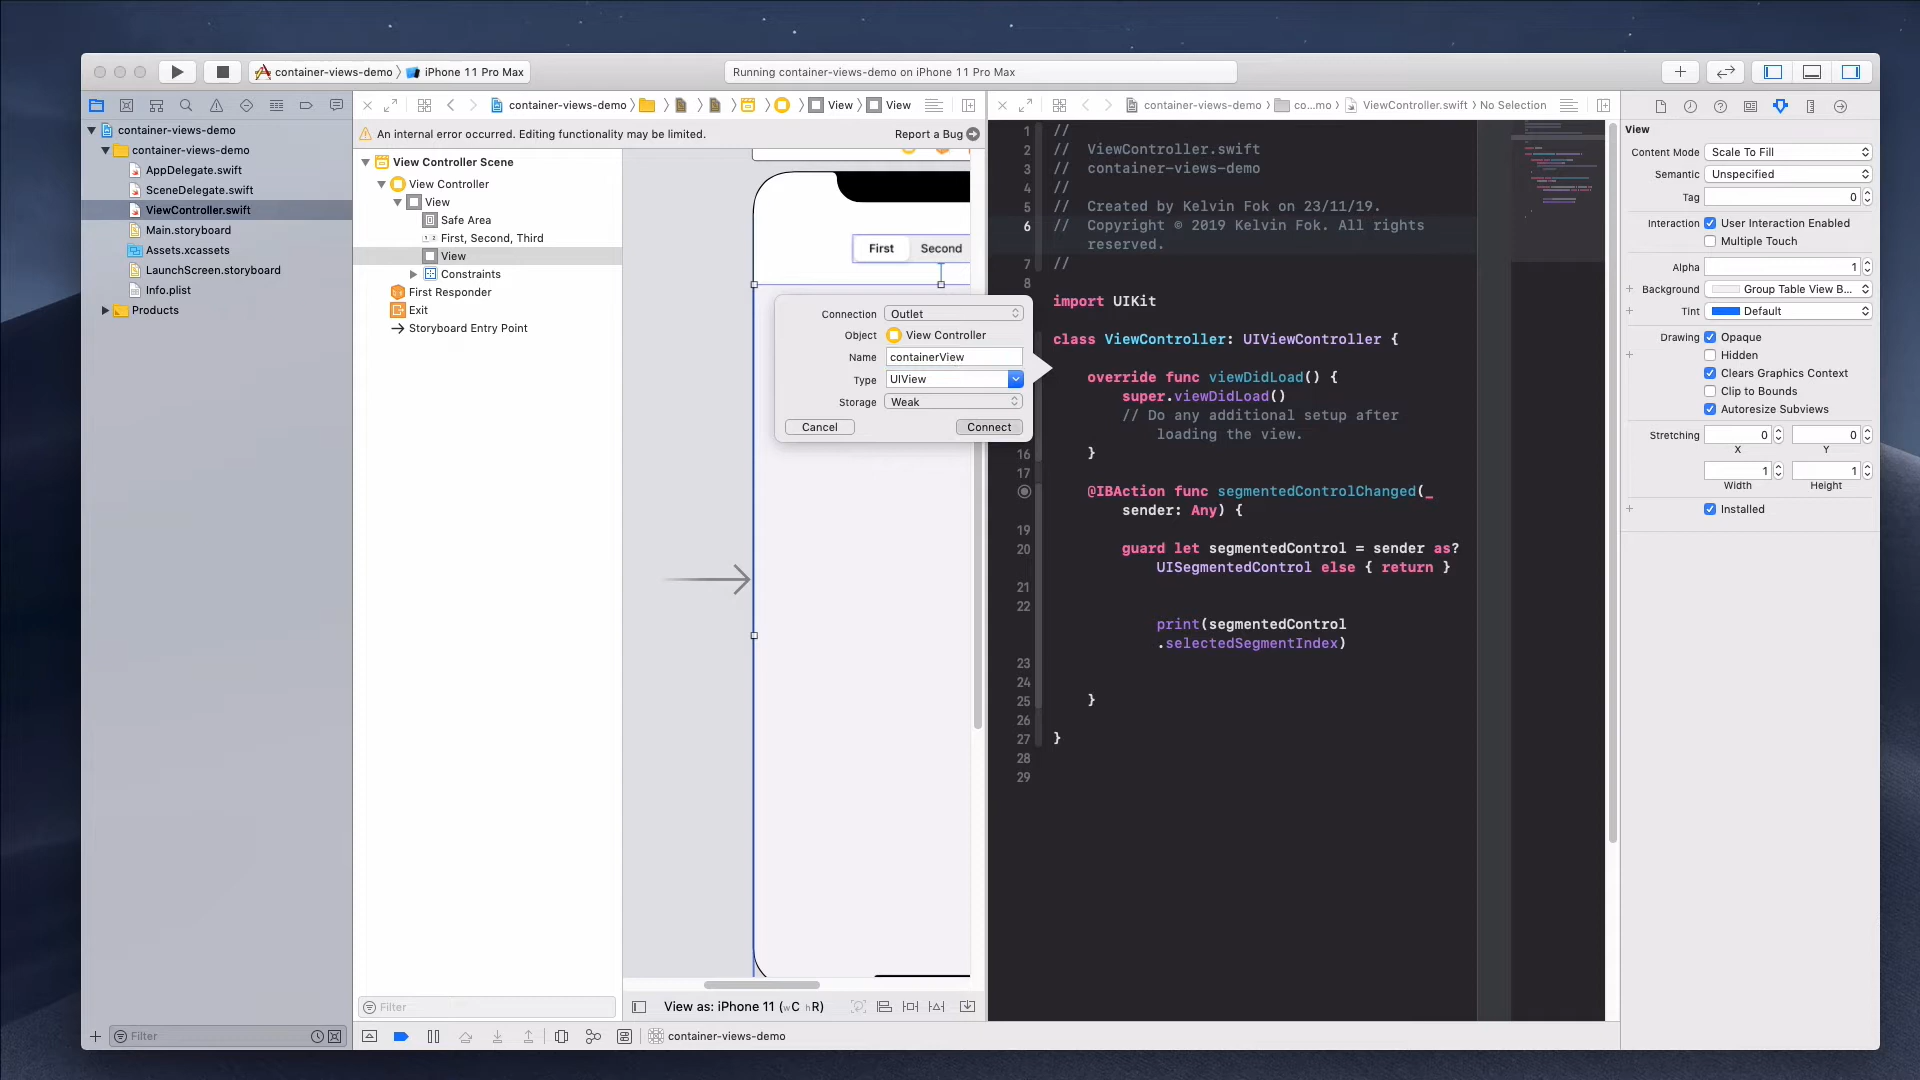 container-views-demo
iPhone 11 Pro Max
Running container-views-demo on iPhone 11 Pro Max
container-views-demo
View
View
container-views-demo
co...mo
ViewController.swift
No Selection
An internal error occurred. Editing functionality may be limited.
Report a Bug
container-views-demo
container-views-demo
AppDelegate.swift
SceneDelegate.swift
ViewController.swift
Main.storyboard
Assets.xcassets
LaunchScreen.storyboard
Info.plist
Products
Filter
View Controller Scene
View Controller
View
Safe Area
First, Second, Third
View
Constraints
First Responder
Exit
Storyboard Entry Point
Filter
First
Second
Connection
Outlet
Object
View Controller
Name
containerView
Type
UIView
Storage
Weak
Cancel
Connect
View as: iPhone 11 (wC hR)
container-views-demo
1 //
2 // ViewController.swift
3 // container-views-demo
4 //
5 // Created by Kelvin Fok on 23/11/19.
6 // Copyright © 2019 Kelvin Fok. All rights
reserved.
7 //
8
import UIKit
class ViewController: UIViewController {
override func viewDidLoad() {
super.viewDidLoad()
// Do any additional setup after
loading the view.
16 }
17
@IBAction func segmentedControlChanged(_
sender: Any) {
19
20 guard let segmentedControl = sender as?
UISegmentedControl else { return }
21
22
print(segmentedControl
.selectedSegmentIndex)
23
24
25 }
26
27 }
28
29
View
Content Mode
Scale To Fill
Semantic
Unspecified
Tag
0
Interaction
User Interaction Enabled
Multiple Touch
Alpha
1
Background
Group Table View B...
Tint
Default
Drawing
Opaque
Hidden
Clears Graphics Context
Clip to Bounds
Autoresize Subviews
Stretching
0
0
X
Y
1
1
Width
Height
Installed